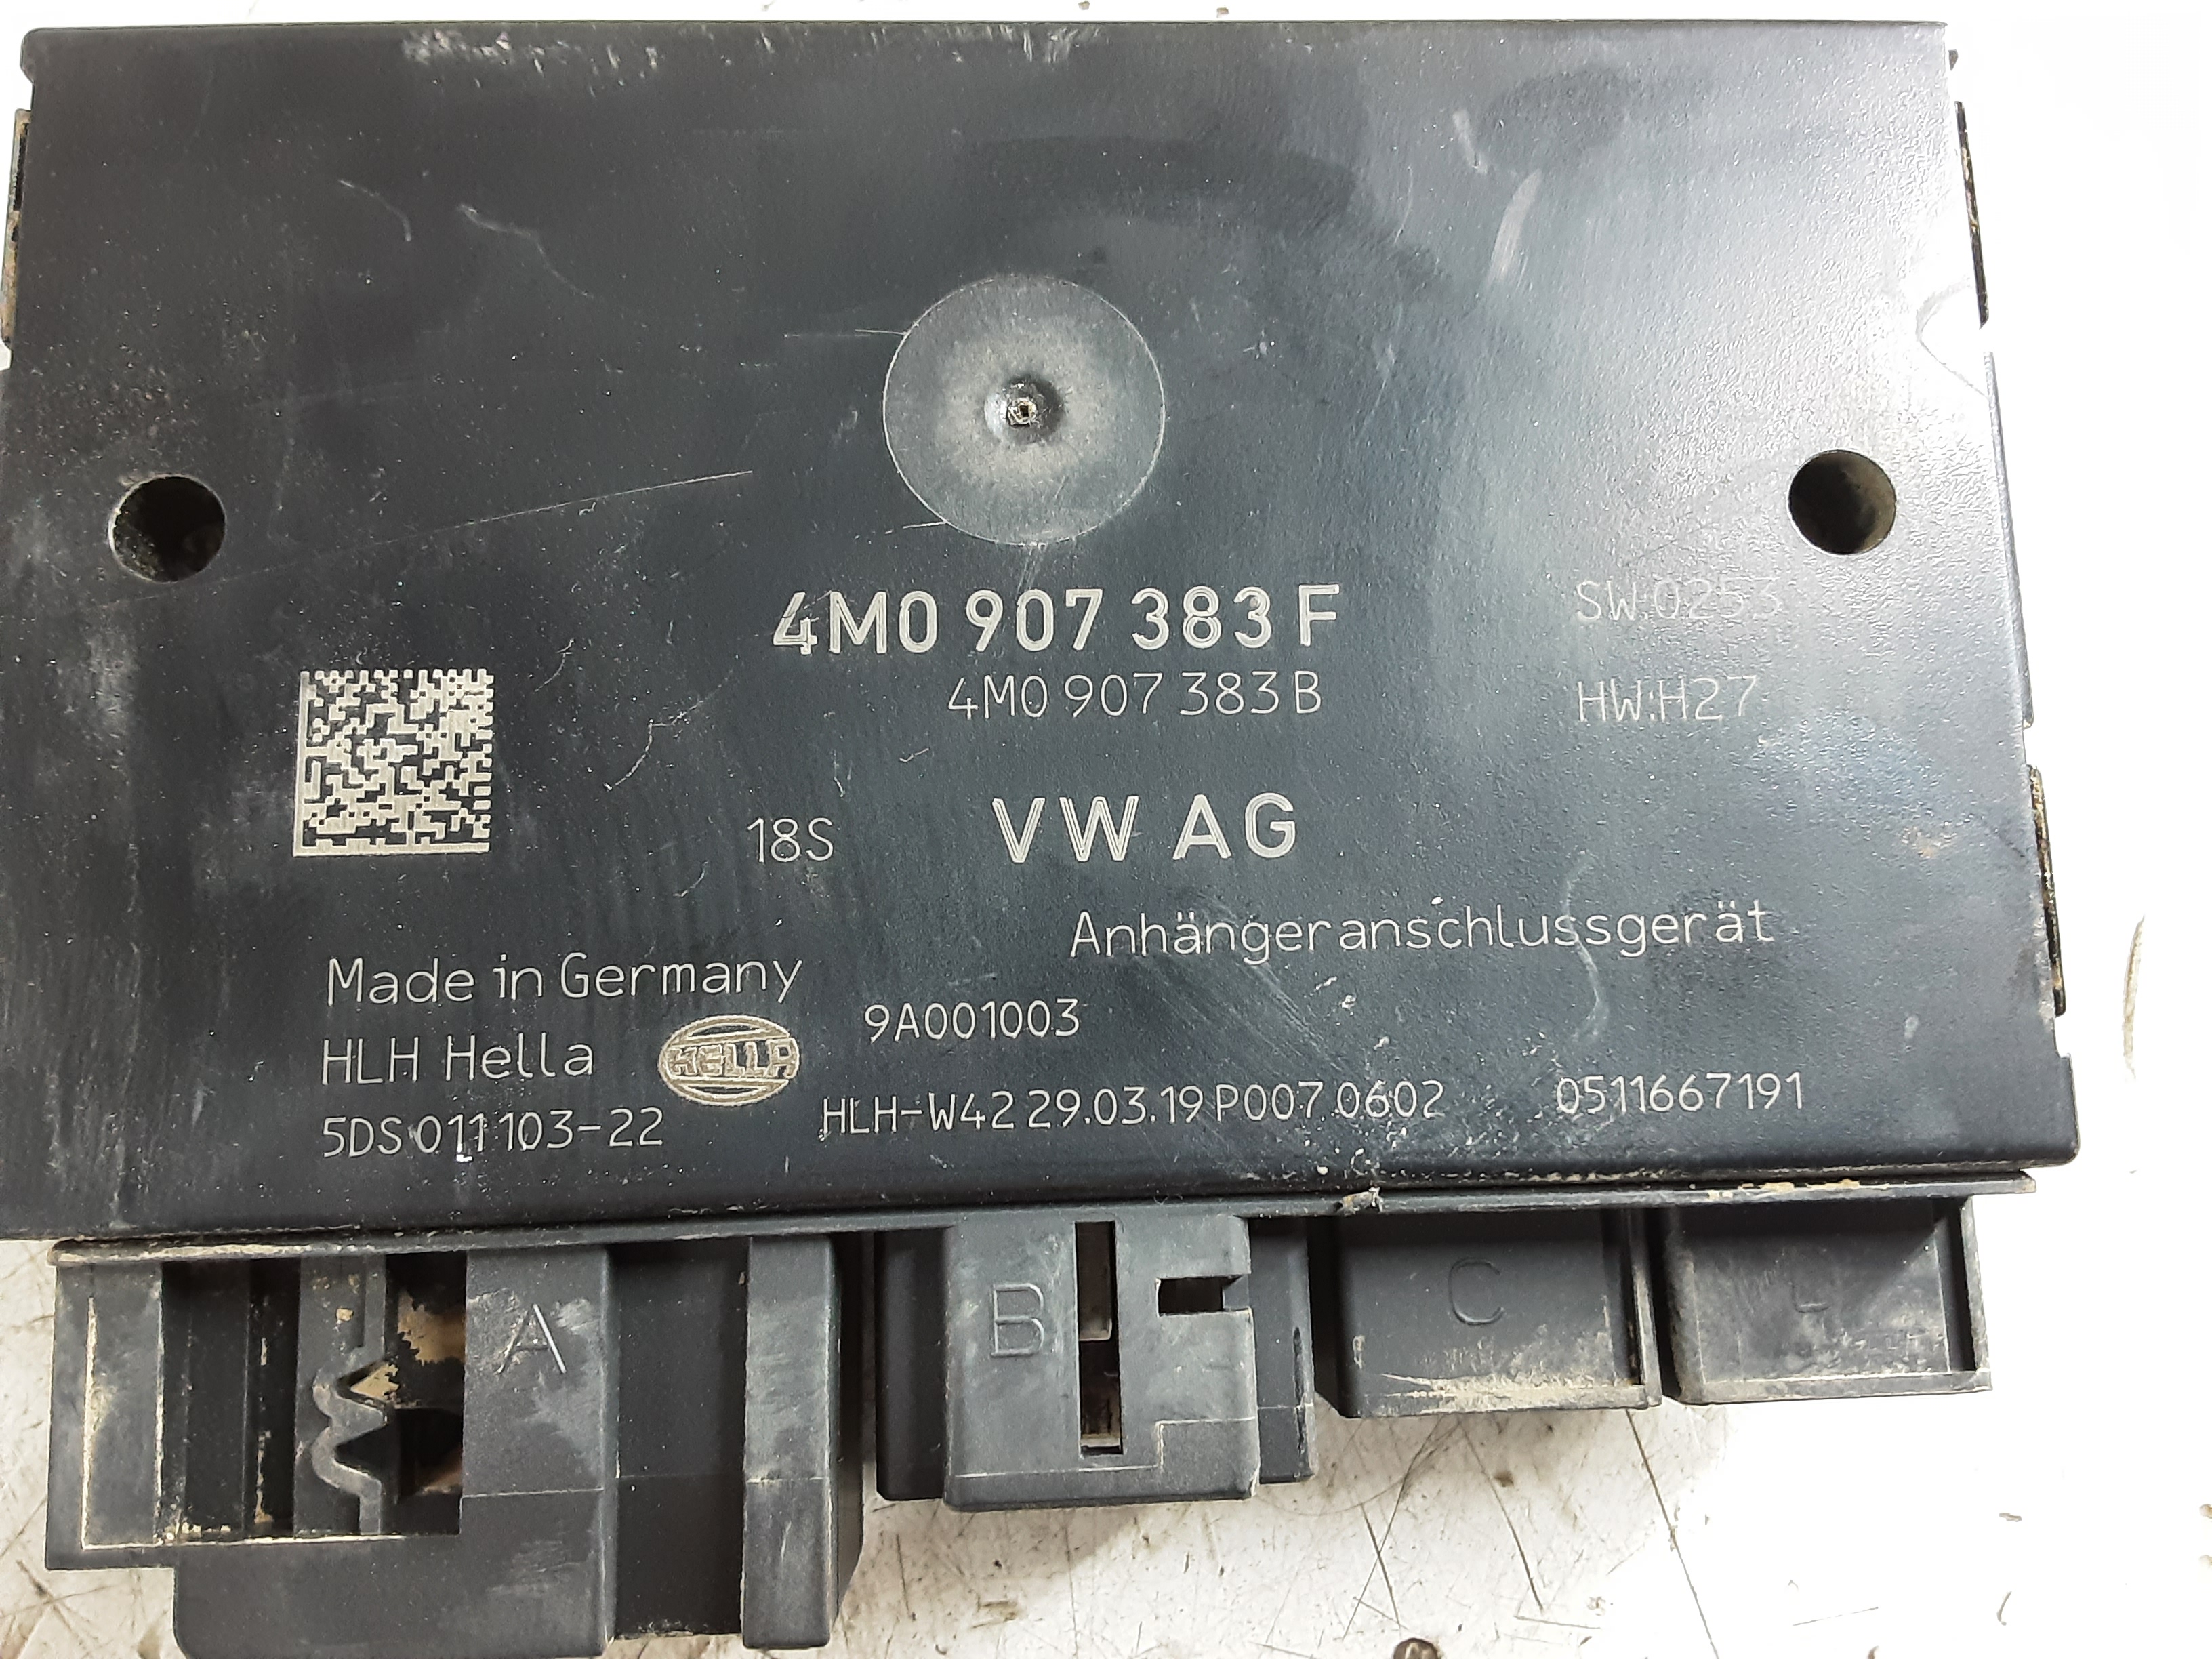 4M0 907 383 F
SW:0253
4M0 907 383 B
HW:H27
18S
VW AG
Anhängeranschlussgerät
Made in Germany
9A001003
HLH Hella
HELLA
HLH-W42 29.03.19 P007 0602
0511667191
5DS 011 103-22
A
B
C